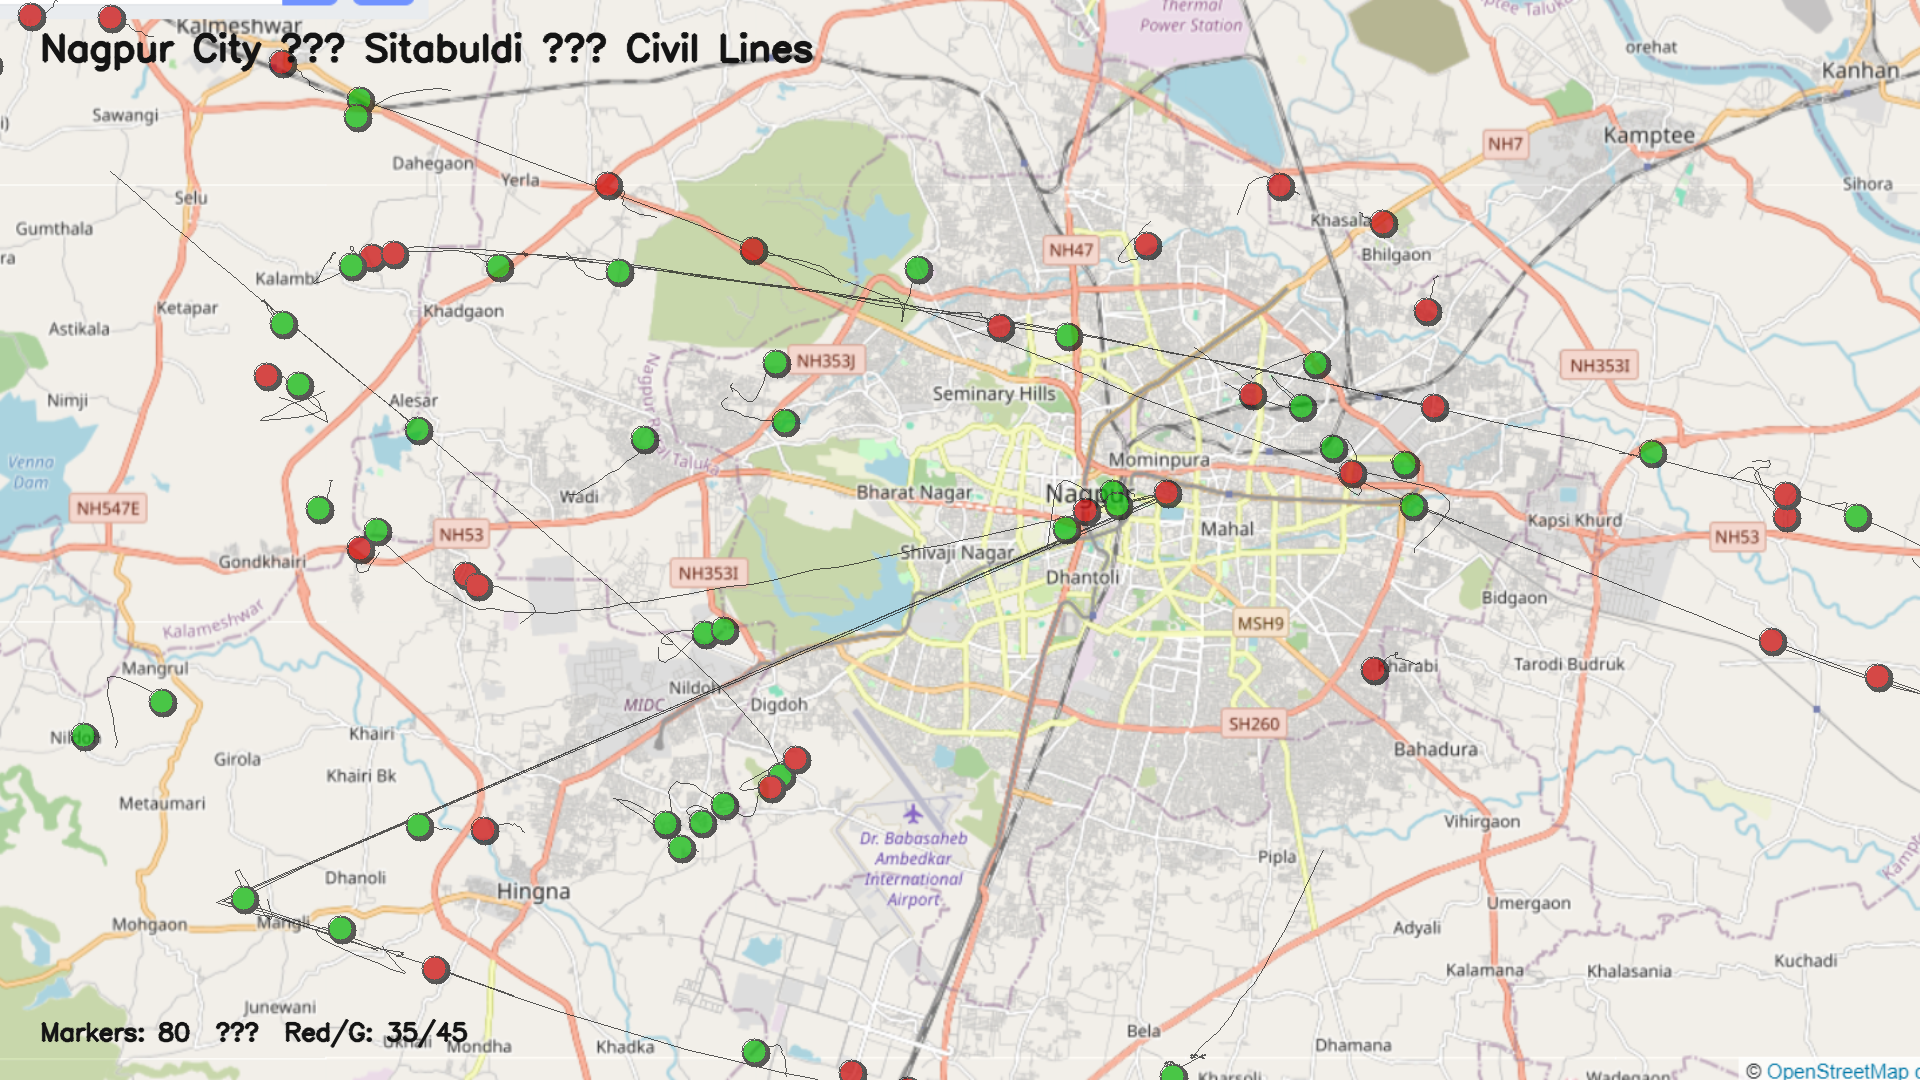 Kalmeshwar
Nagpur City ??? Sitabuldi ??? Civil Lines
Thermal
Power Station
orehat
Kanhan
Sawangi
NH7
Kamptee
Dahegaon
Yerla
Selu
Sihora
Gumthala
Khasala
NH47
Bhilgaon
Kalambi
Ketapar
Khadgaon
Astikala
NH353J
NH353I
Nimji
Alesar
Seminary Hills
Mominpura
Taluka
Venna
Dam
Wadi
Bharat Nagar
Nagpur
NH547E
NH53
Mahal
Kapsi Khurd
NH53
Gondkhairi
Shivaji Nagar
NH353I
Dhantoli
Bidgaon
Kalameshwar
MSH9
Mangrul
Kharabi
Tarodi Budruk
Nildoh
MIDC
Digdoh
SH260
Khairi
Bahadura
Girola
Khairi Bk
Metaumari
Vihirgaon
Dr. Babasaheb
Ambedkar
International
Airport
Pipla
Dhanoli
Hingna
Umergaon
Mohgaon
Mangli
Adyali
Kalamana
Khalasania
Kuchadi
Junewani
Markers: 80 ??? Red/G: 35/45
Mondha
Khadka
Bela
Dhamana
Kharsoli
Wadegaon
© OpenStreetMap